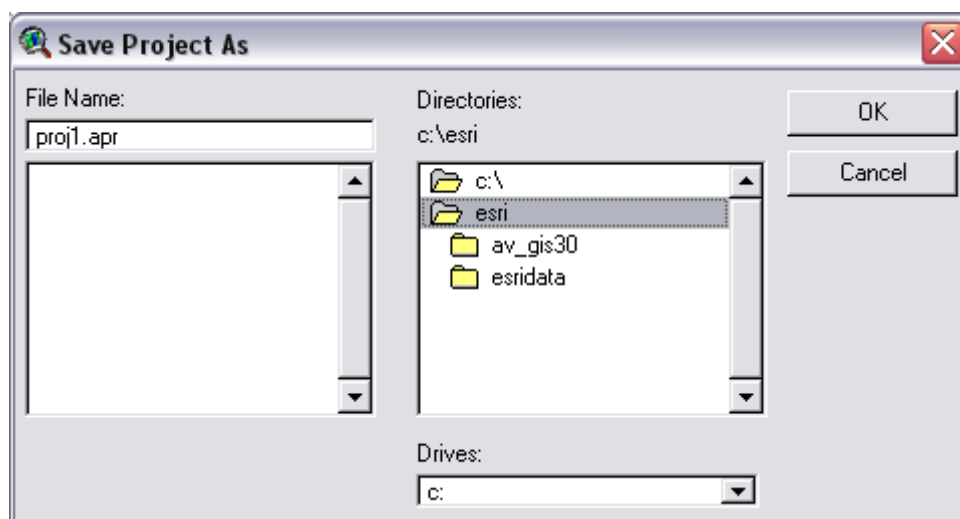 Save Project As
File Name:
proj1.apr
Directories:
c:\esri
c:\
esri
av_gis30
esridata
Drives:
c:
OK
Cancel